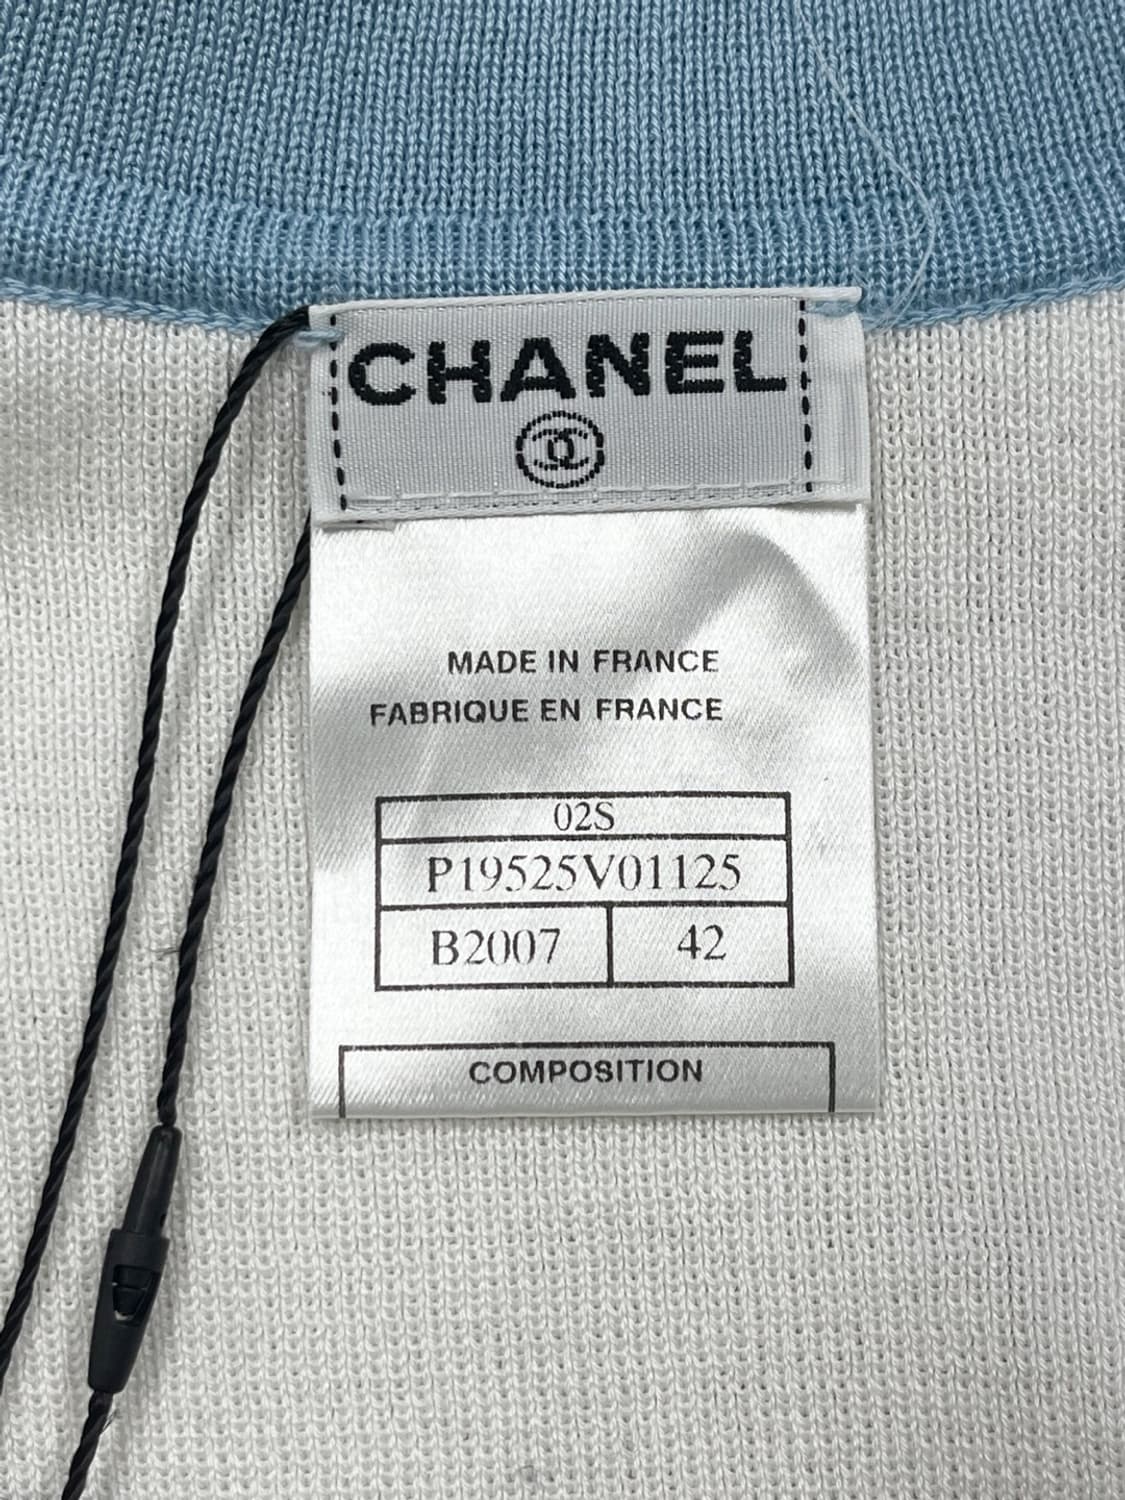 CHANEL
MADE IN FRANCE
FABRIQUE EN FRANCE
02S
P19525V01125
B2007 42
COMPOSITION